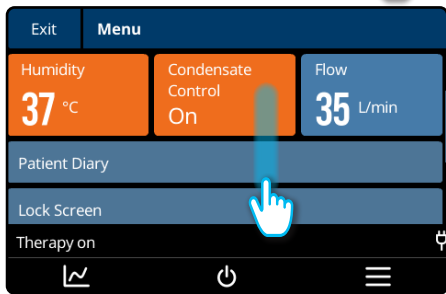 Exit Menu
Humidity
37 °C
Condensate
Control
On
Flow
35 L/min
Patient Diary
Lock Screen
Therapy on